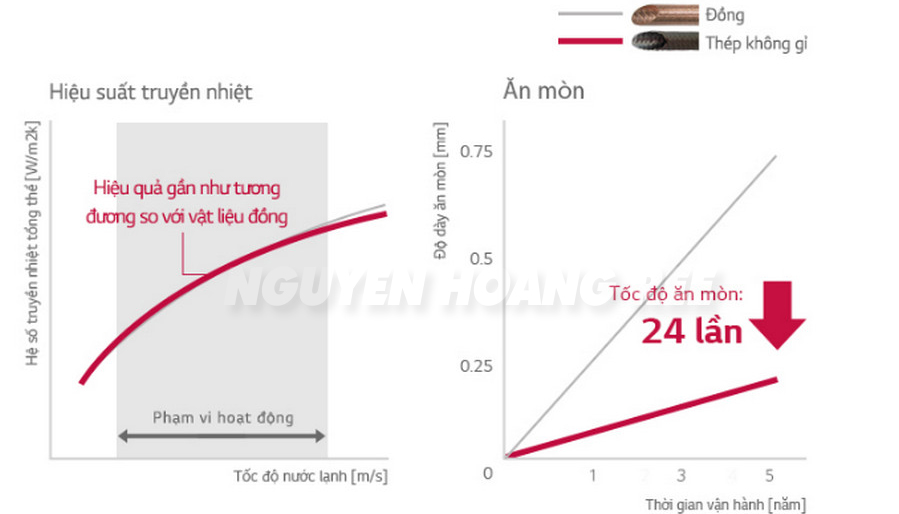 Đồng
Thép không gỉ
Hiệu suất truyền nhiệt
Hệ số truyền nhiệt tổng thể [W/m2k]
Hiệu quả gần như tương
đương so với vật liệu đồng
Phạm vi hoạt động
Tốc độ nước lạnh [m/s]
Ăn mòn
Độ dày ăn mòn [mm]
0.75
0.5
0.25
0
Tốc độ ăn mòn:
24 lần
1 2 3 4 5
Thời gian vận hành [năm]
NGUYEN HOANG REE